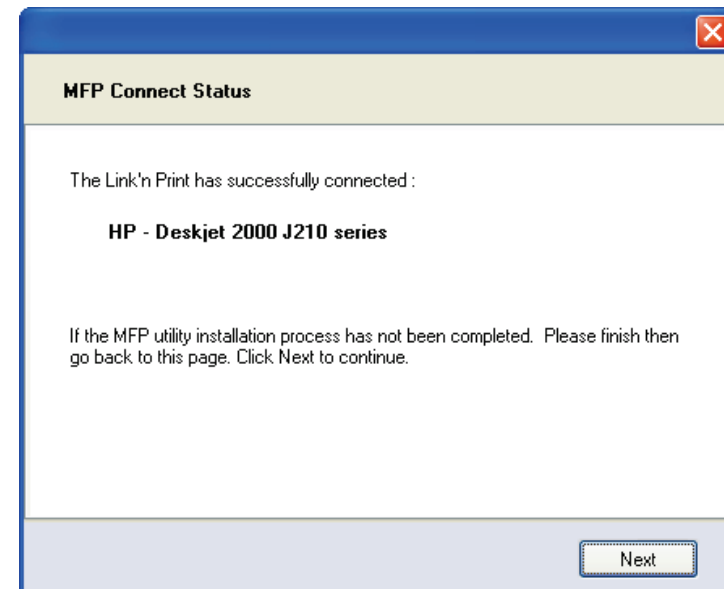 MFP Connect Status
The Link'n Print has successfully connected :
HP - Deskjet 2000 J210 series
If the MFP utility installation process has not been completed.  Please finish then
go back to this page. Click Next to continue.
Next